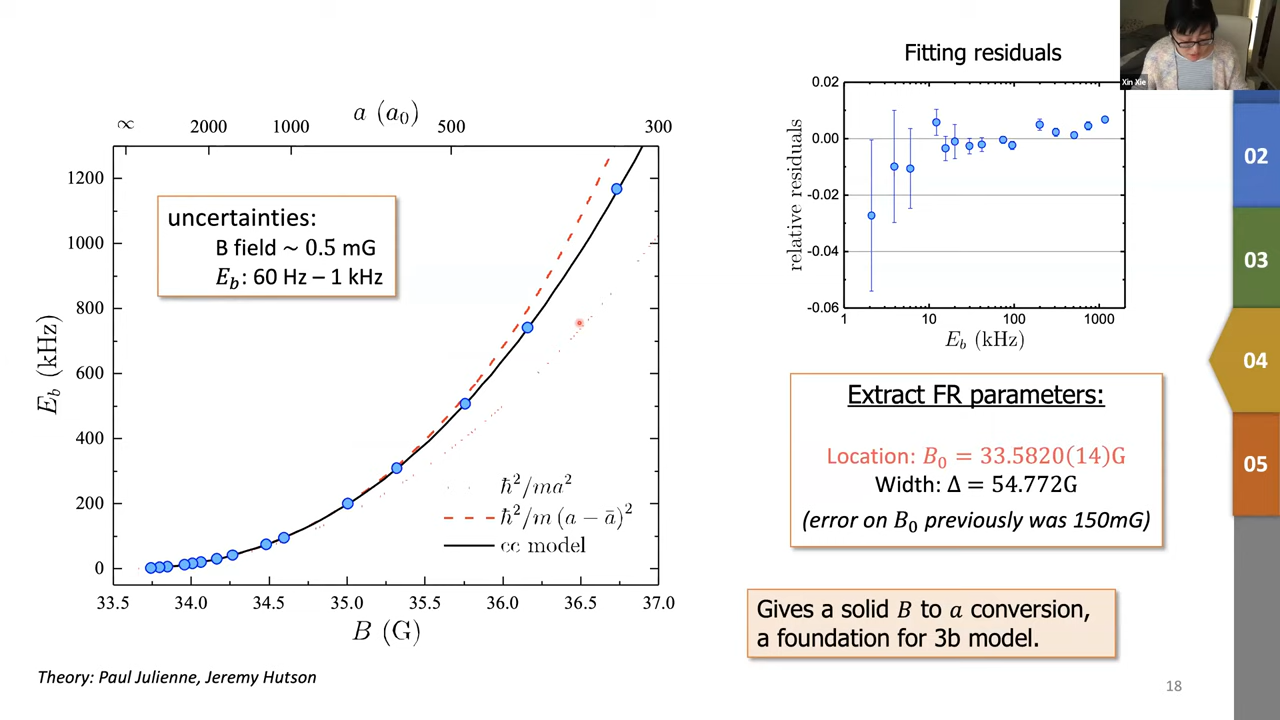 a (a₀)
∞ 2000 1000 500 300
1200
1000
800
600
400
200
0
E_b (kHz)
33.5 34.0 34.5 35.0 35.5 36.0 36.5 37.0
B (G)
uncertainties:
B field ~ 0.5 mG
E_b: 60 Hz – 1 kHz
ħ²/ma²
ħ²/m (a − ā)²
cc model
Theory: Paul Julienne, Jeremy Hutson
Fitting residuals
0.02
0.00
-0.02
-0.04
-0.06
relative residuals
1 10 100 1000
E_b (kHz)
Extract FR parameters:
Location: B₀ = 33.5820(14)G
Width: Δ = 54.772G
(error on B₀ previously was 150mG)
Gives a solid B to a conversion,
a foundation for 3b model.
18
Xin Xie
02
03
04
05